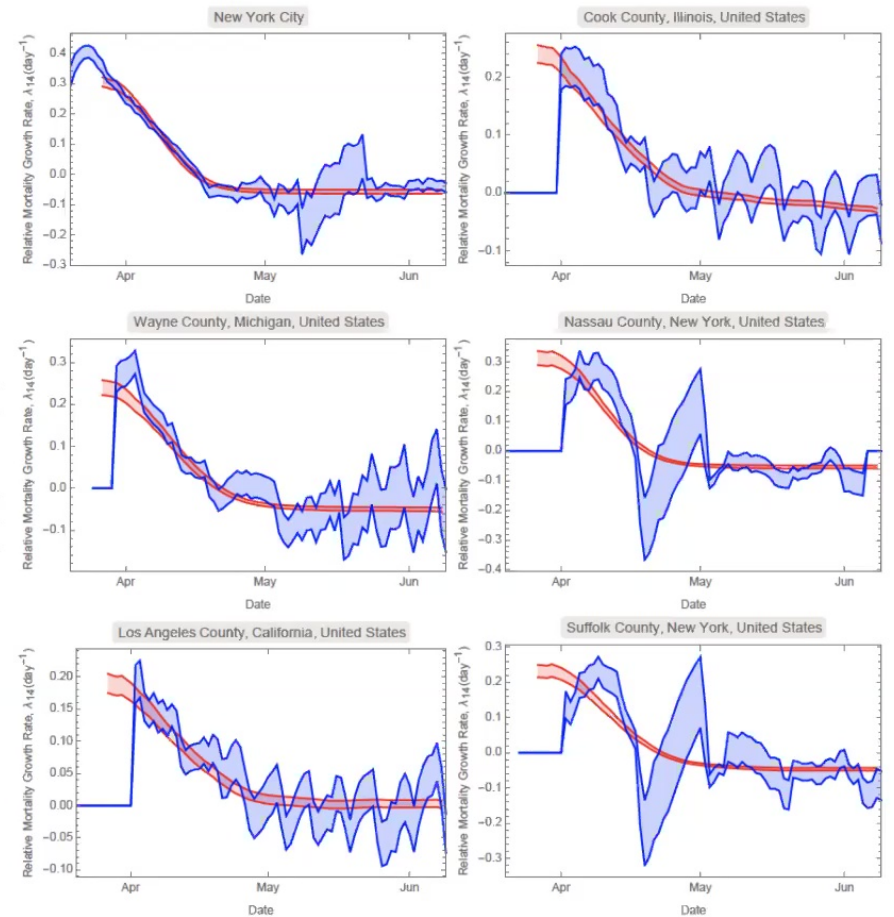 New York City
Relative Mortality Growth Rate, λ14(day⁻¹)
0.4
0.3
0.2
0.1
0.0
-0.1
-0.2
-0.3
Apr May Jun
Date
Cook County, Illinois, United States
Relative Mortality Growth Rate, λ14(day⁻¹)
0.2
0.1
0.0
-0.1
Apr May Jun
Date
Wayne County, Michigan, United States
Relative Mortality Growth Rate, λ14(day⁻¹)
0.3
0.2
0.1
0.0
-0.1
Apr May Jun
Date
Nassau County, New York, United States
Relative Mortality Growth Rate, λ14(day⁻¹)
0.3
0.2
0.1
0.0
-0.1
-0.2
-0.3
-0.4
Apr May Jun
Date
Los Angeles County, California, United States
Relative Mortality Growth Rate, λ14(day⁻¹)
0.20
0.15
0.10
0.05
0.00
-0.05
-0.10
Apr May Jun
Date
Suffolk County, New York, United States
Relative Mortality Growth Rate, λ14(day⁻¹)
0.3
0.2
0.1
0.0
-0.1
-0.2
-0.3
Apr May Jun
Date